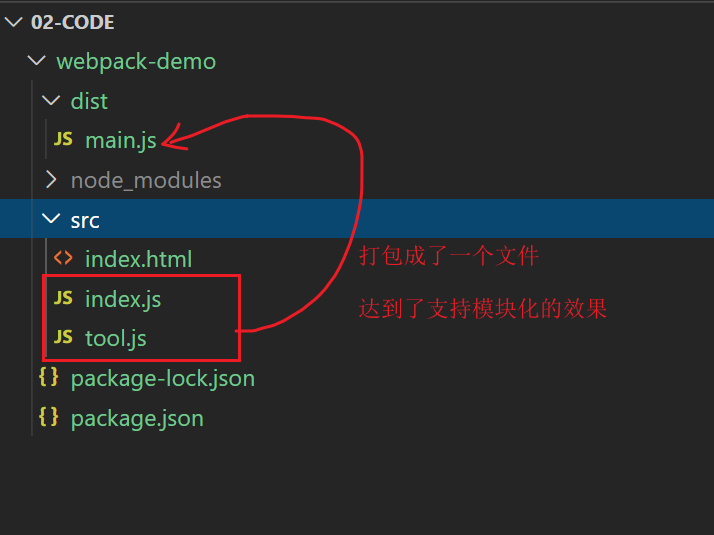 02-CODE
webpack-demo
dist
JS main.js
node_modules
src
<> index.html
打包成了一个文件
JS index.js
达到了支持模块化的效果
JS tool.js
{} package-lock.json
{} package.json